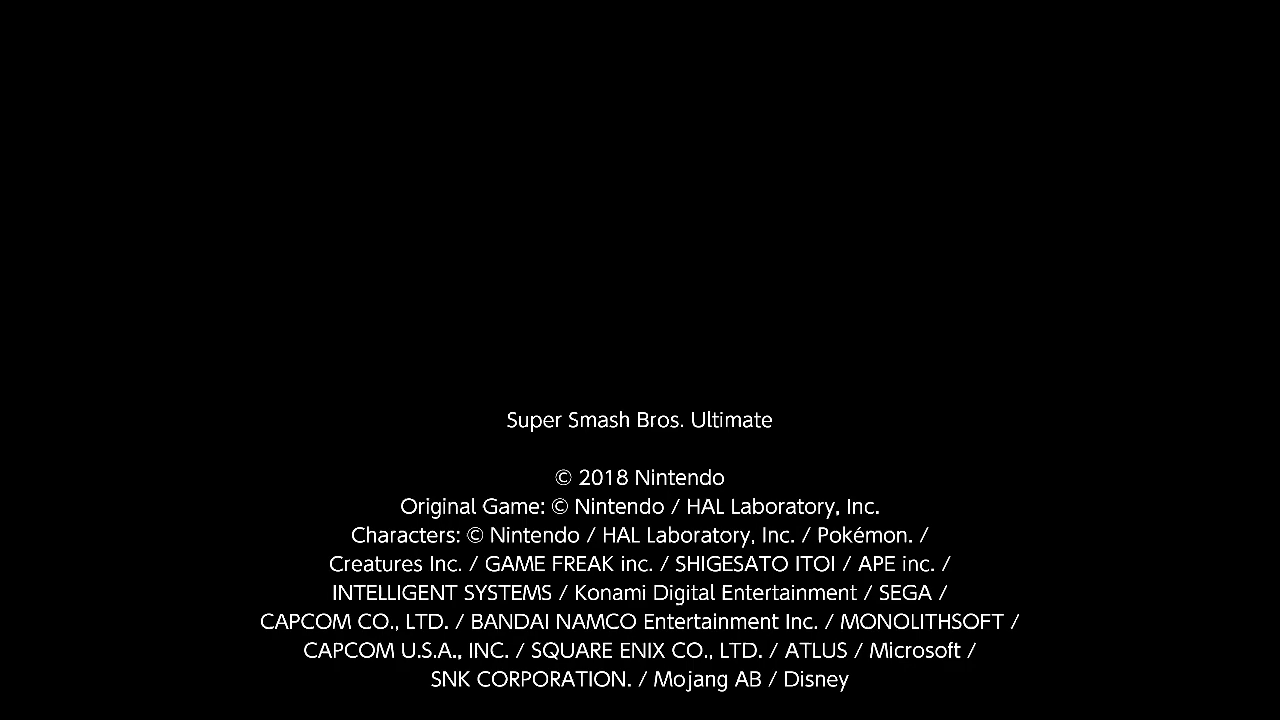 Super Smash Bros. Ultimate
© 2018 Nintendo
Original Game: © Nintendo / HAL Laboratory, Inc.
Characters: © Nintendo / HAL Laboratory, Inc. / Pokémon. /
Creatures Inc. / GAME FREAK inc. / SHIGESATO ITOI / APE inc. /
INTELLIGENT SYSTEMS / Konami Digital Entertainment / SEGA /
CAPCOM CO., LTD. / BANDAI NAMCO Entertainment Inc. / MONOLITHSOFT /
CAPCOM U.S.A., INC. / SQUARE ENIX CO., LTD. / ATLUS / Microsoft /
SNK CORPORATION. / Mojang AB / Disney